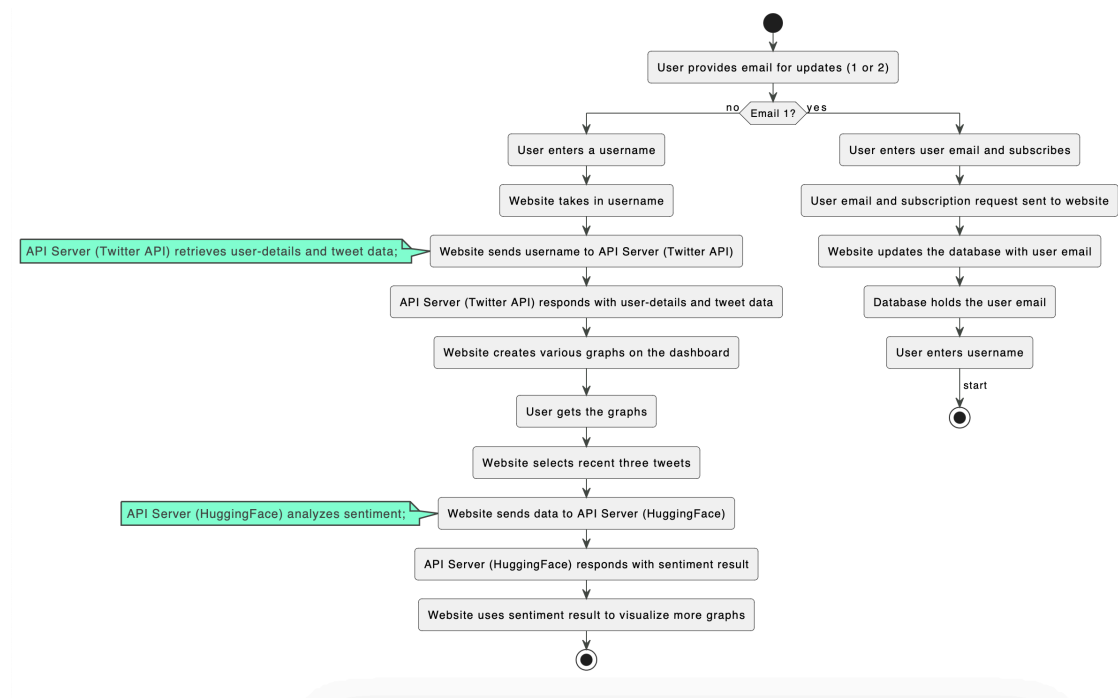 User provides email for updates (1 or 2)
no
Email 1?
yes
User enters a username
Website takes in username
Website sends username to API Server (Twitter API)
API Server (Twitter API) retrieves user-details and tweet data;
API Server (Twitter API) responds with user-details and tweet data
Website creates various graphs on the dashboard
User gets the graphs
Website selects recent three tweets
Website sends data to API Server (HuggingFace)
API Server (HuggingFace) analyzes sentiment;
API Server (HuggingFace) responds with sentiment result
Website uses sentiment result to visualize more graphs
User enters user email and subscribes
User email and subscription request sent to website
Website updates the database with user email
Database holds the user email
User enters username
start